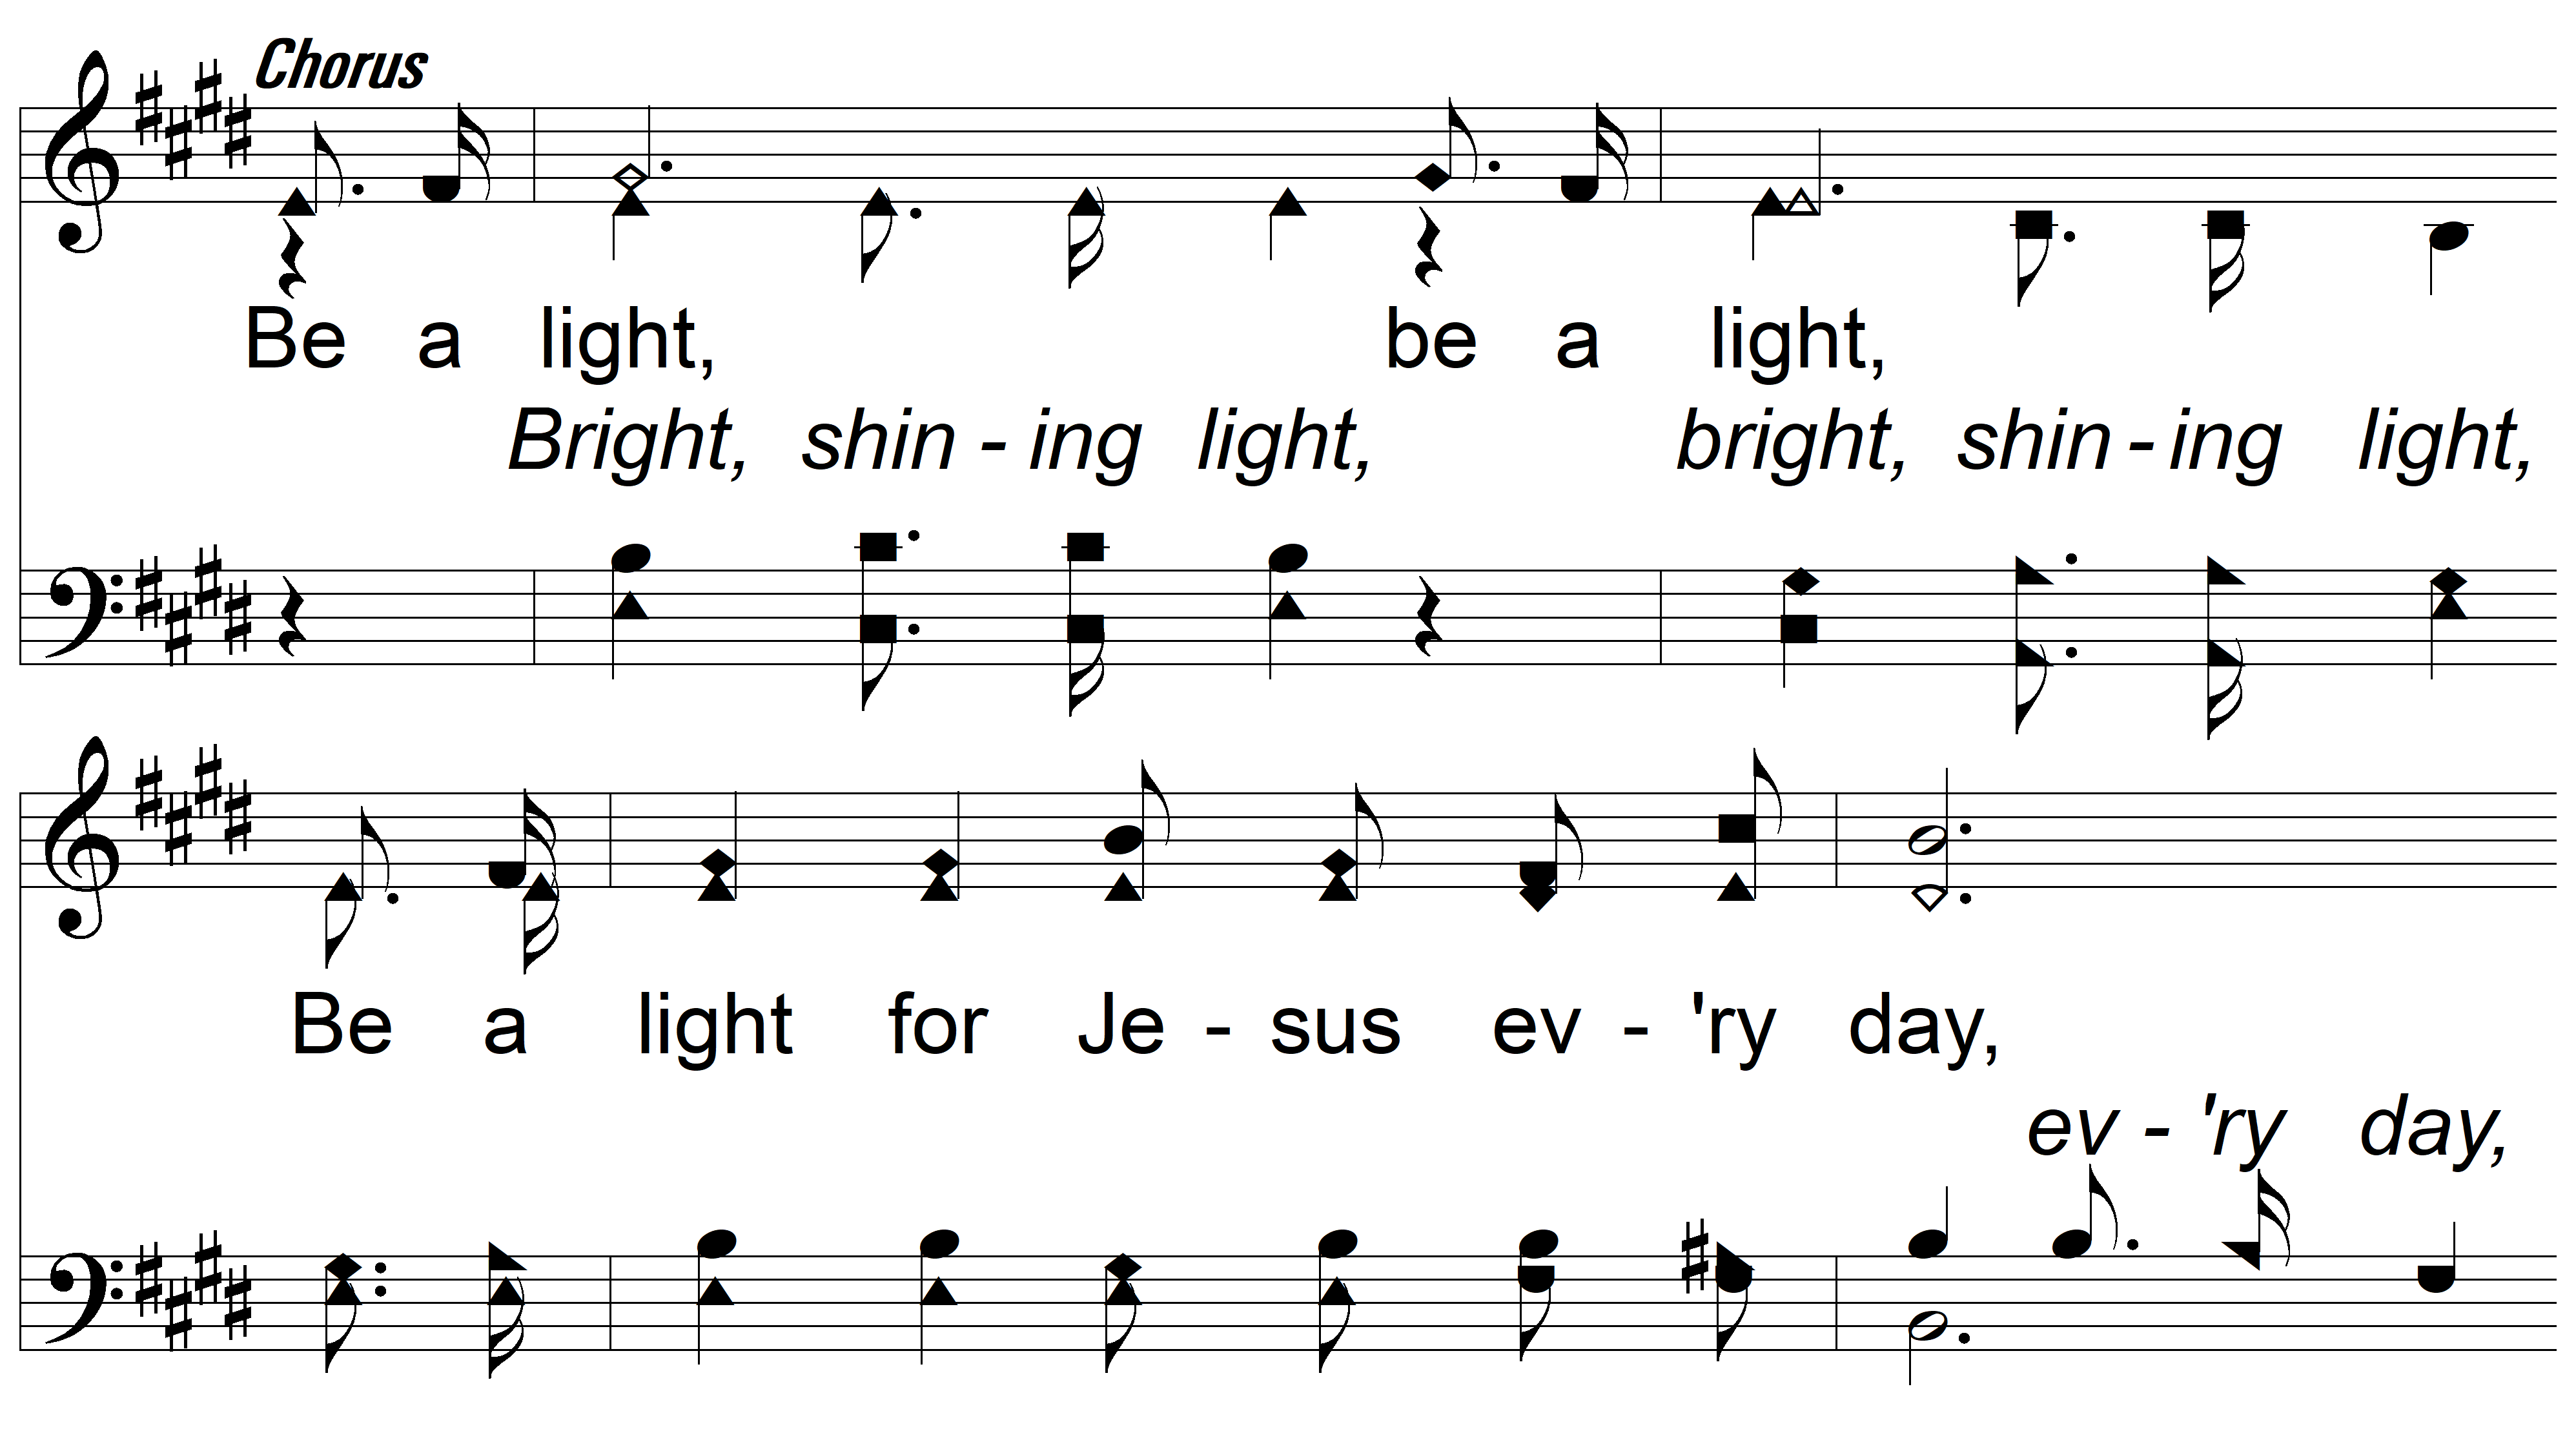 Chorus
Be a light, be a light,
Bright, shin - ing light, bright, shin - ing light,
Be a light for Je - sus ev - 'ry day,
ev - 'ry day,